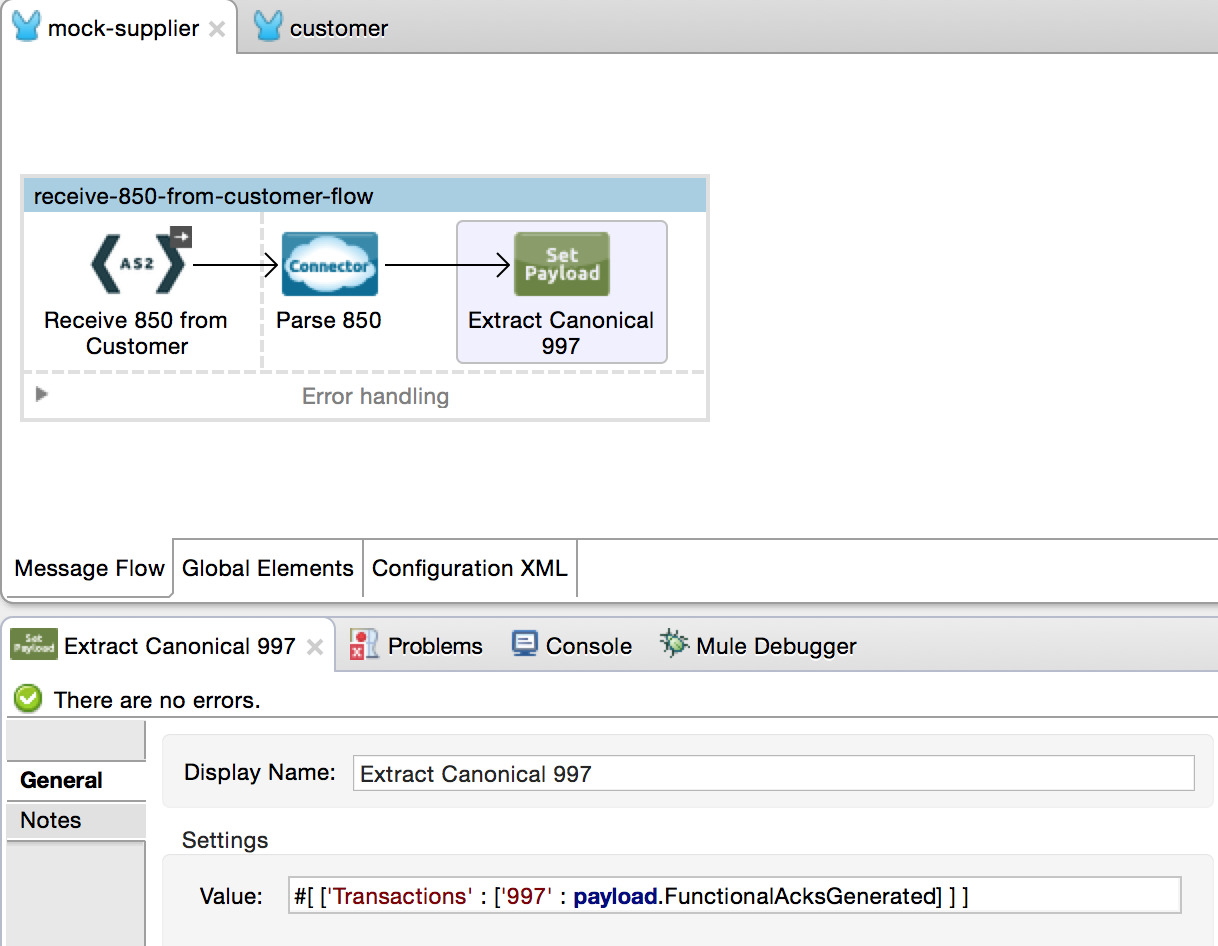 mock-supplier
customer
receive-850-from-customer-flow
AS2
Connector
Set
Payload
Receive 850 from
Customer
Parse 850
Extract Canonical
997
Error handling
Message Flow
Global Elements
Configuration XML
Set
Payload
Extract Canonical 997
Problems
Console
Mule Debugger
There are no errors.
General
Notes
Display Name:
Extract Canonical 997
Settings
Value:
#[ ['Transactions' : ['997' : payload.FunctionalAcksGenerated] ] ]